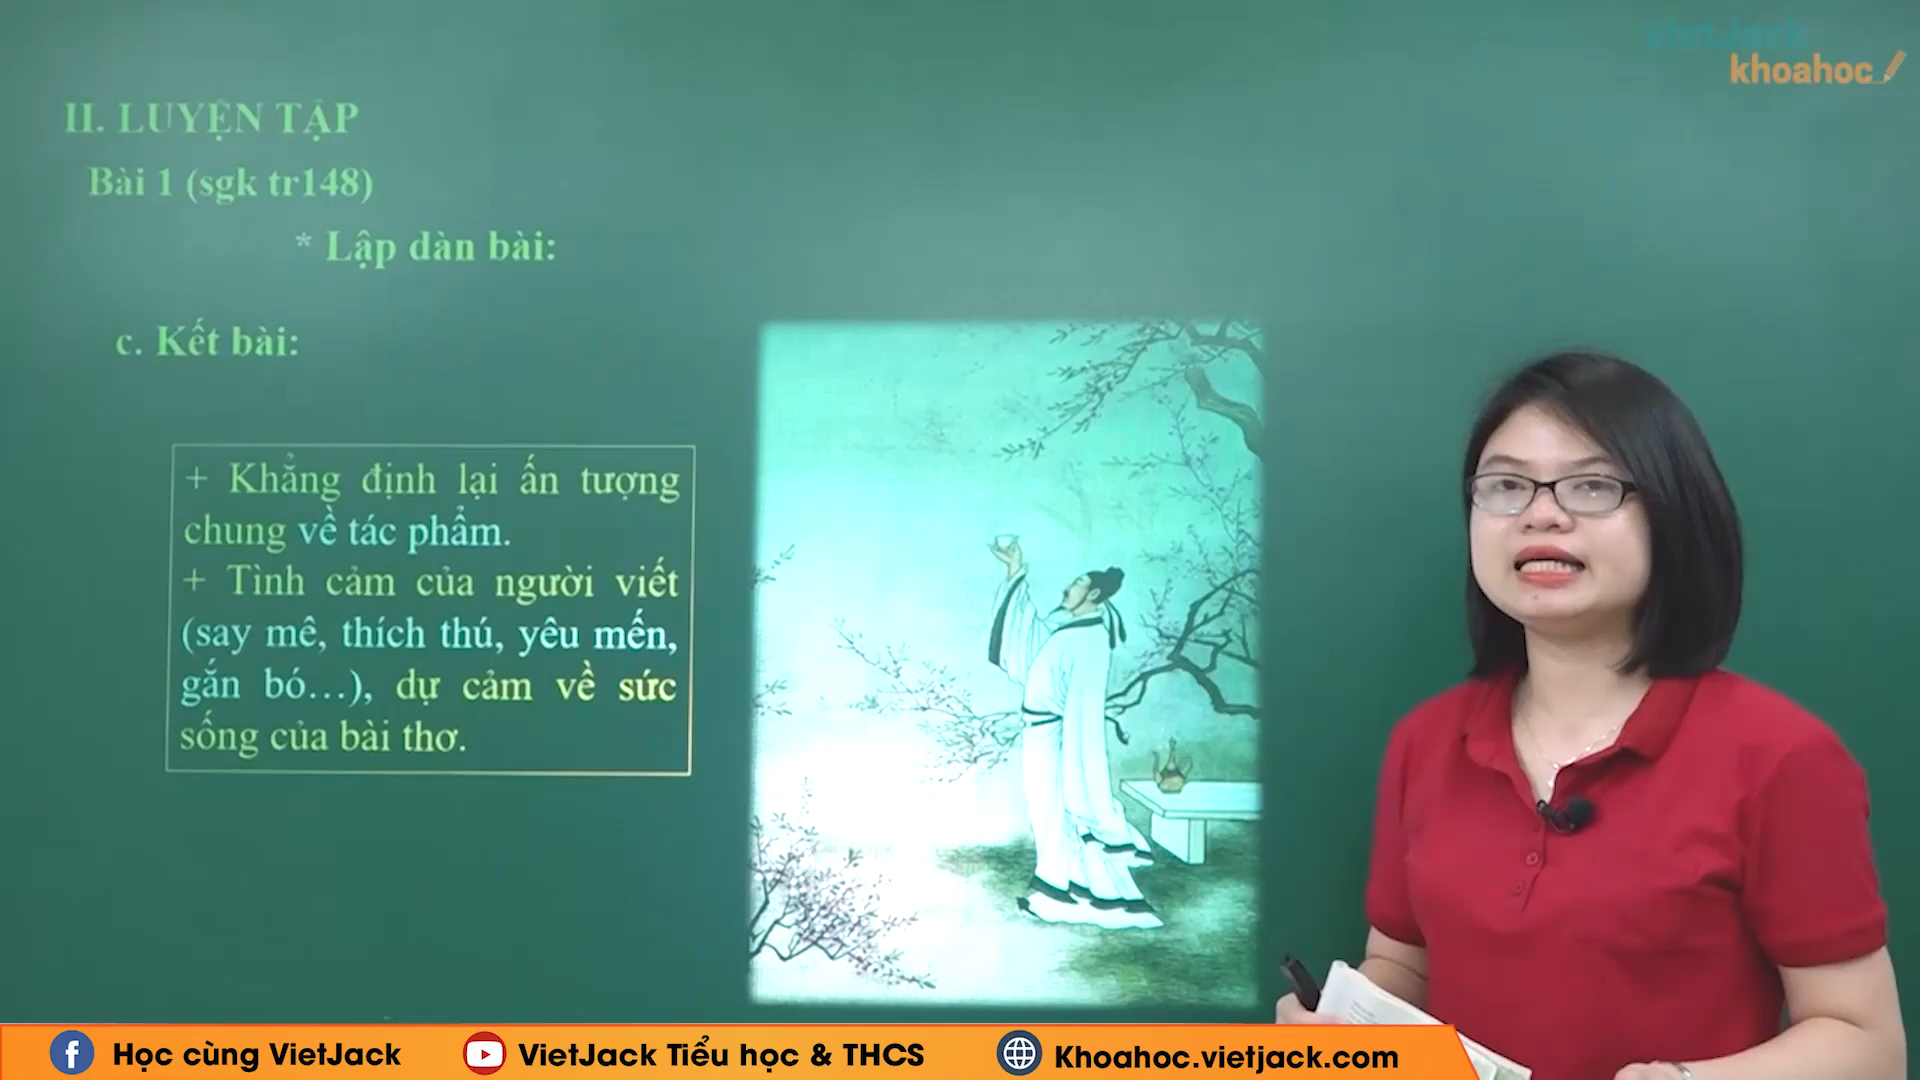 vietJack
khoahoc
II. LUYỆN TẬP
Bài 1 (sgk tr148)
* Lập dàn bài:
c. Kết bài:
+ Khẳng định lại ấn tượng
chung về tác phẩm.
+ Tình cảm của người viết
(say mê, thích thú, yêu mến,
gắn bó...), dự cảm về sức
sống của bài thơ.
Học cùng VietJack
VietJack Tiểu học & THCS
Khoahoc.vietjack.com